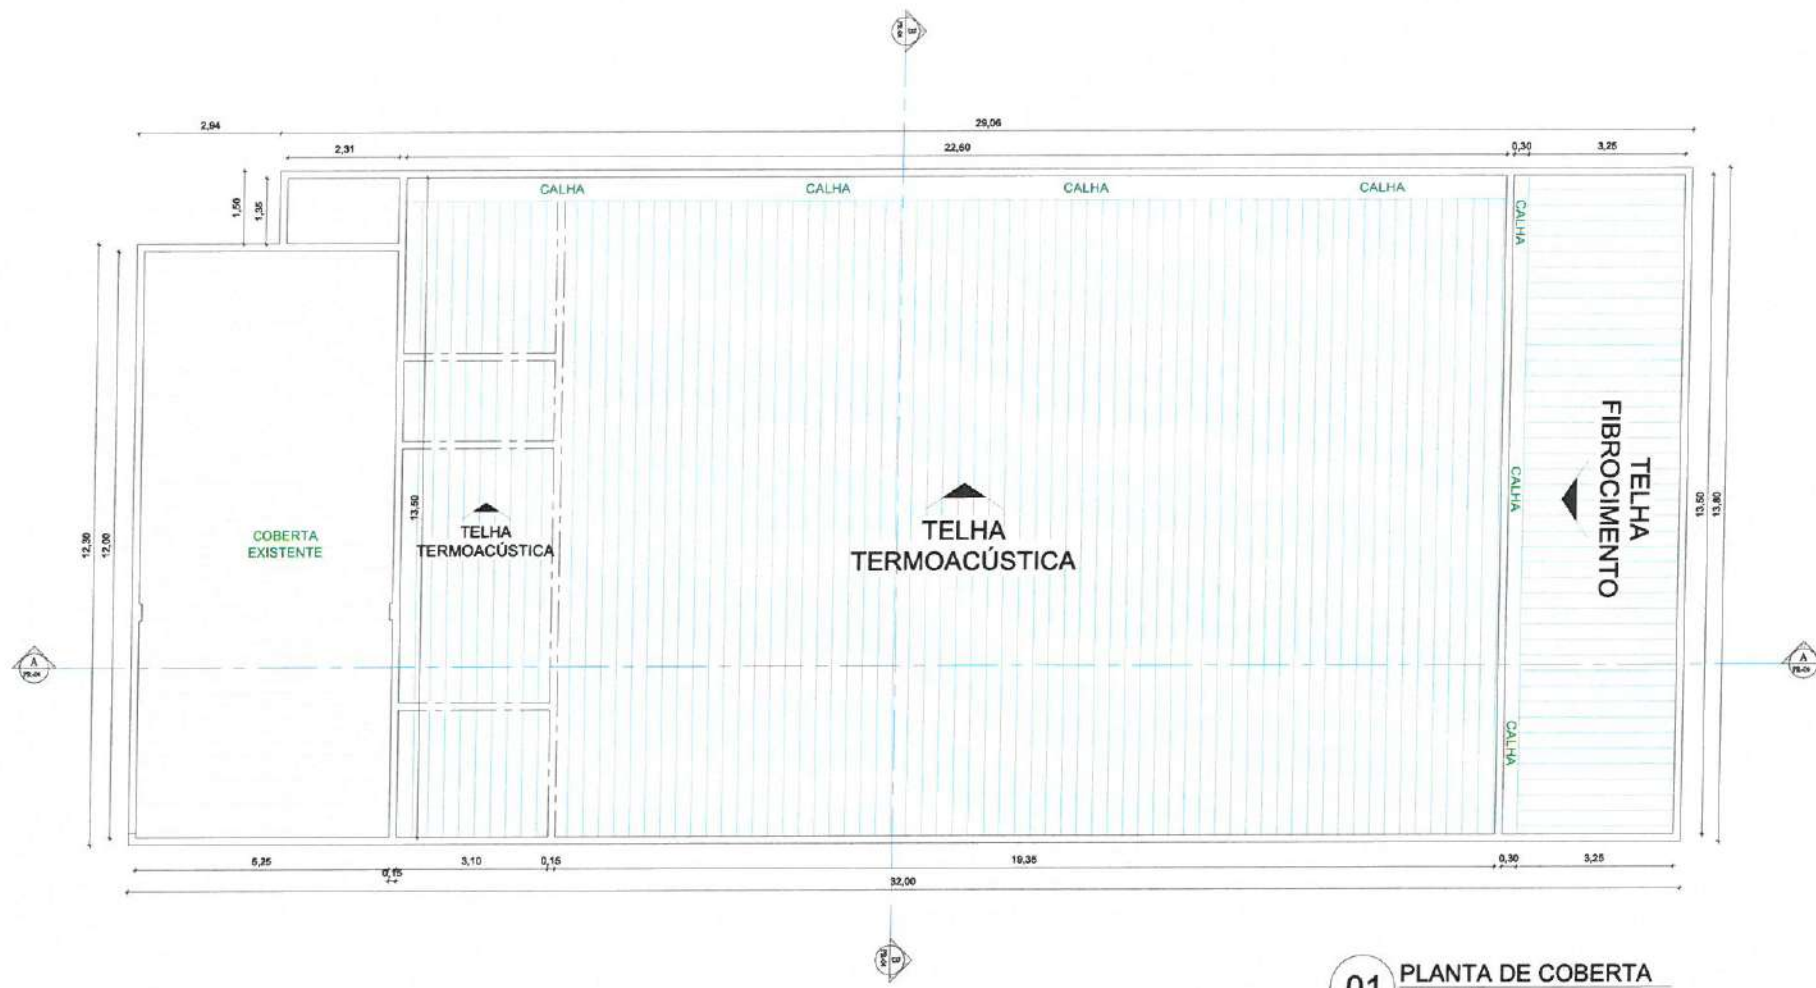 B
2,94
29,06
2,31
22,60
0,30
3,25
1,50
1,35
CALHA
CALHA
CALHA
CALHA
CALHA
12,30
12,00
13,50
COBERTA
EXISTENTE
TELHA
TERMOACÚSTICA
TELHA
TERMOACÚSTICA
CALHA
TELHA
FIBROCIMENTO
13,50
13,80
A
A
CALHA
5,25
0,15
3,10
0,15
19,35
0,30
3,25
32,00
B
01
PLANTA DE COBERTA